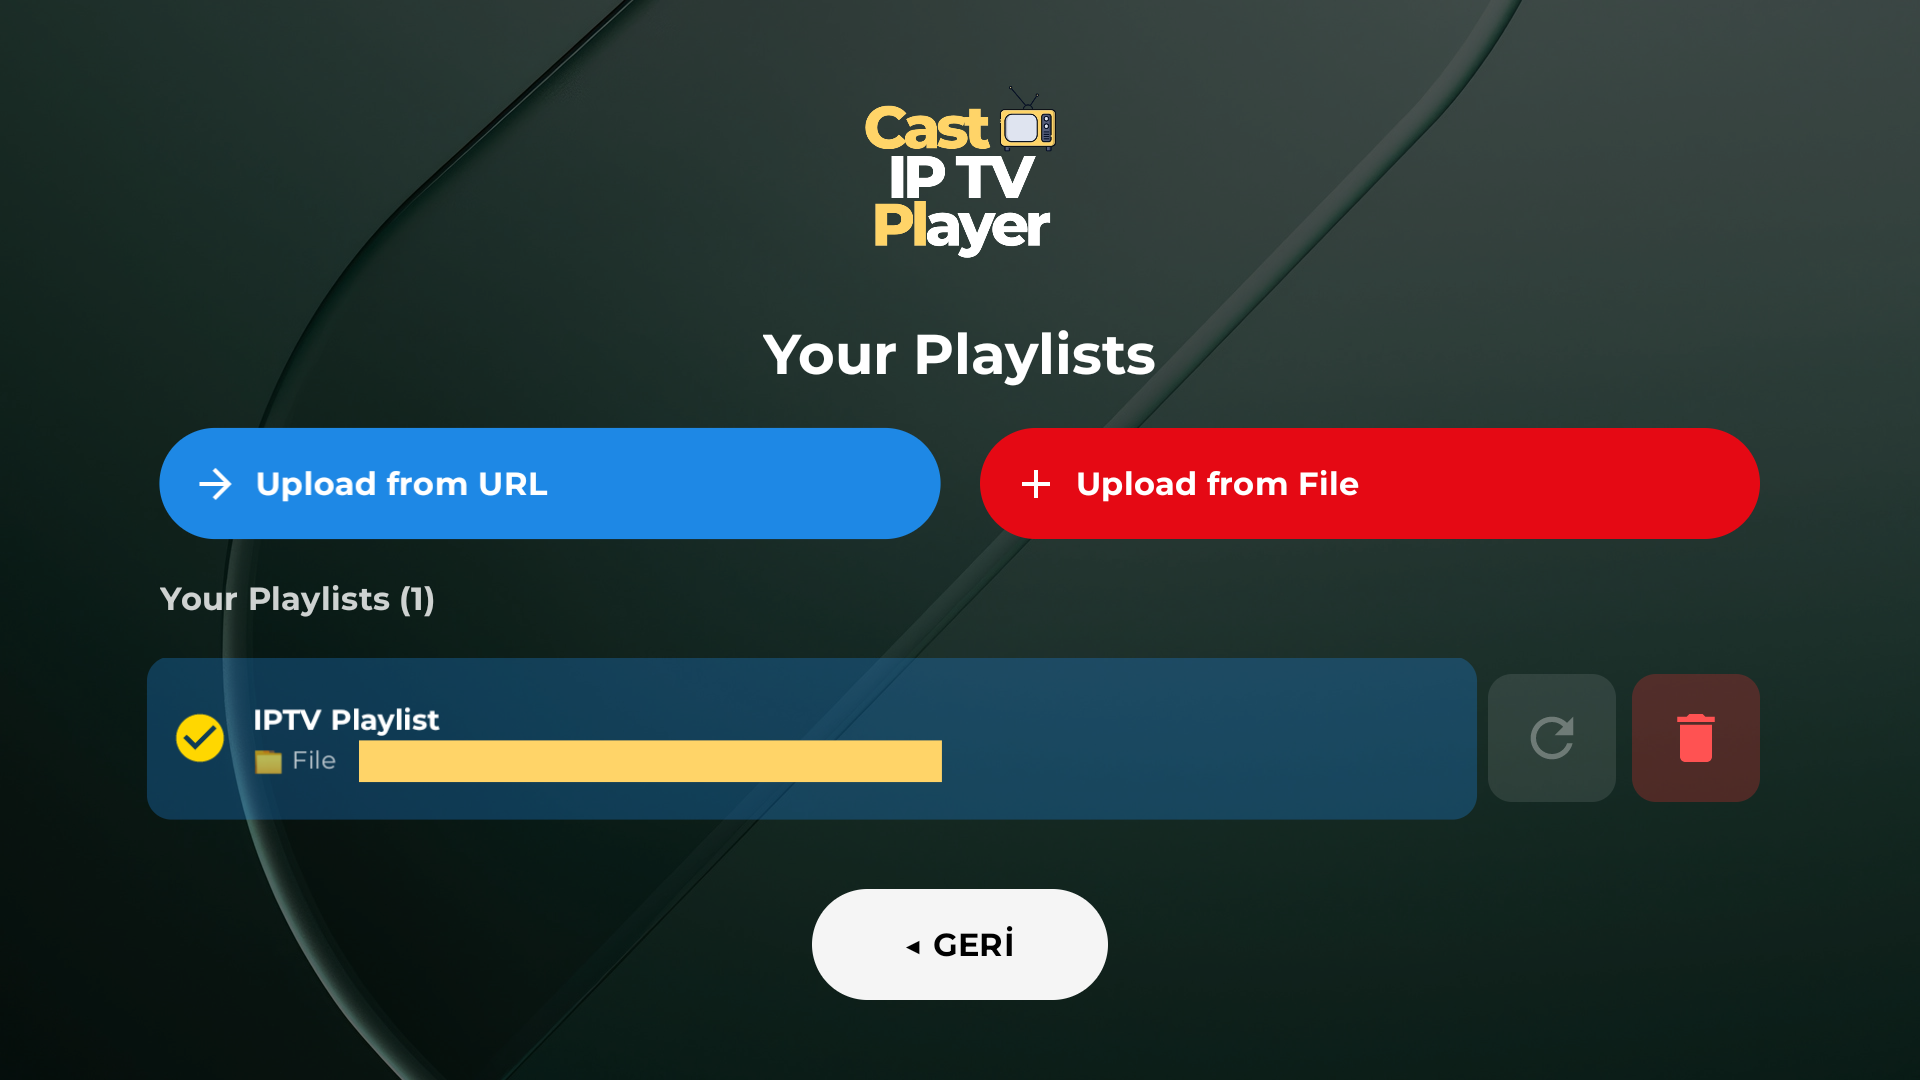 Cast
IP TV
Player
Your Playlists
Upload from URL
Upload from File
Your Playlists (1)
IPTV Playlist
File
GERİ